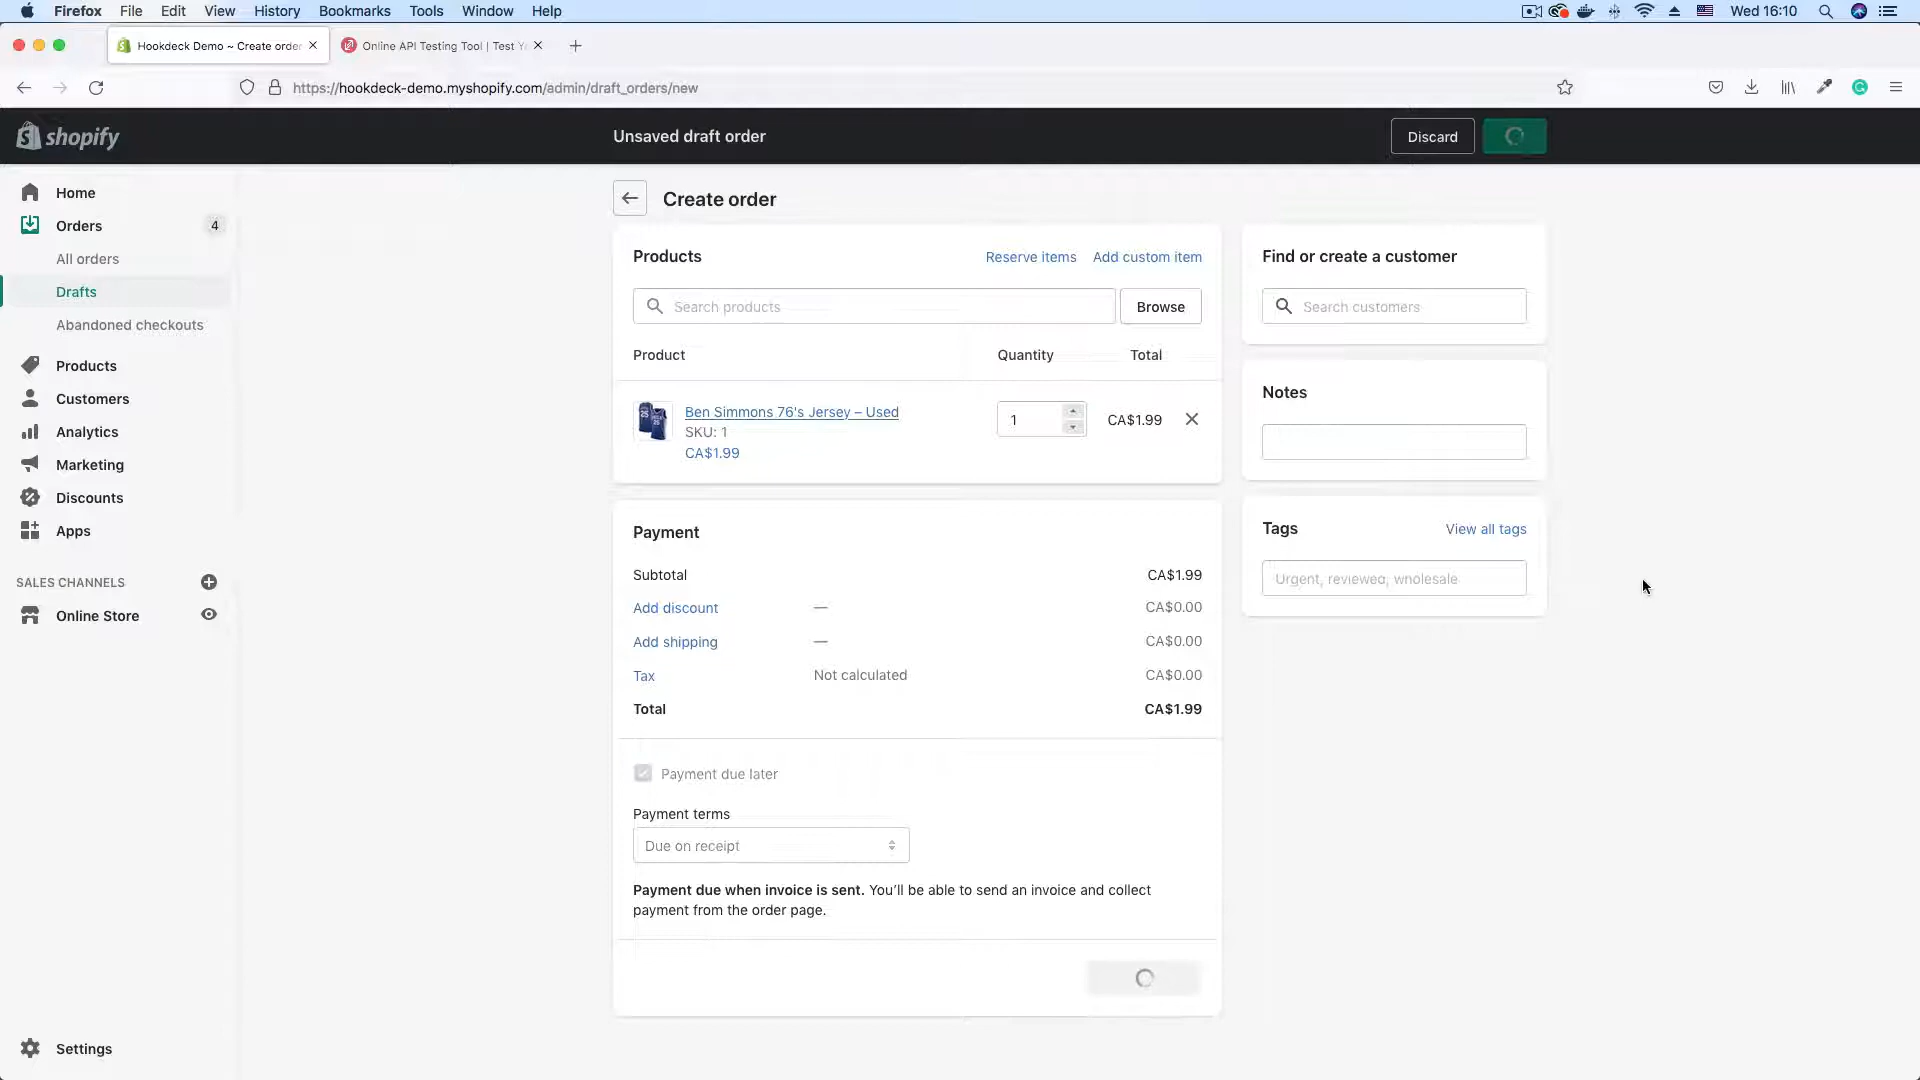 Firefox File Edit View History Bookmarks Tools Window Help Wed 16:10
Hookdeck Demo ~ Create order
Online API Testing Tool | Test Y
https://hookdeck-demo.myshopify.com/admin/draft_orders/new
shopify
Unsaved draft order
Discard
Home
Orders 4
All orders
Drafts
Abandoned checkouts
Products
Customers
Analytics
Marketing
Discounts
Apps
SALES CHANNELS
Online Store
Settings
Create order
Products Reserve items Add custom item
Search products Browse
Product Quantity Total
Ben Simmons 76's Jersey – Used 1 CA$1.99
SKU: 1
CA$1.99
Payment
Subtotal CA$1.99
Add discount — CA$0.00
Add shipping — CA$0.00
Tax Not calculated CA$0.00
Total CA$1.99
Payment due later
Payment terms
Due on receipt
Payment due when invoice is sent. You'll be able to send an invoice and collect
payment from the order page.
Find or create a customer
Search customers
Notes
Tags View all tags
Urgent, reviewed, wholesale